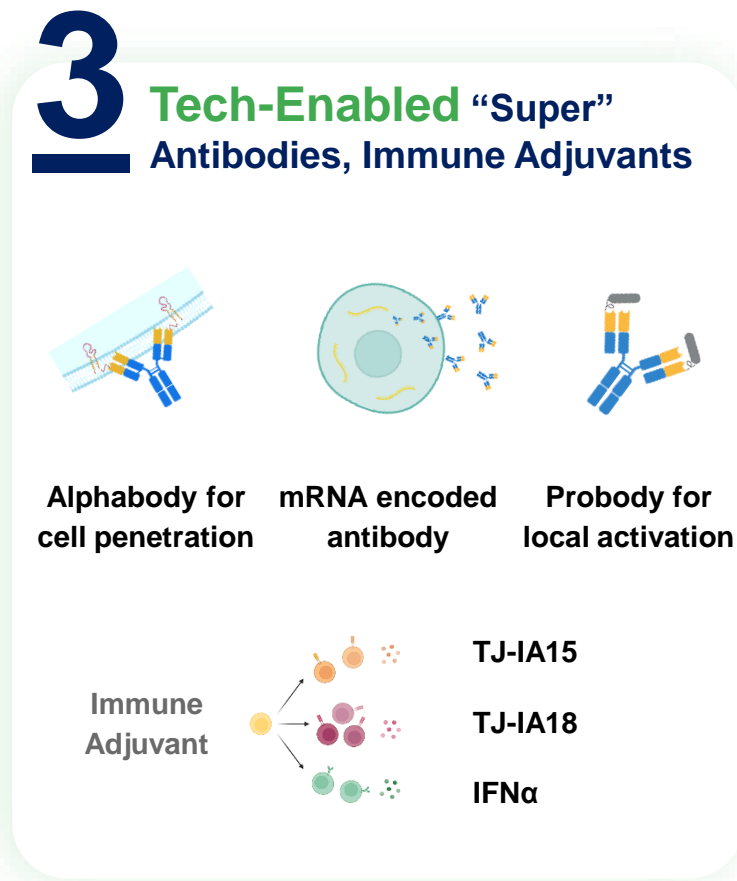 3
Tech-Enabled “Super”
Antibodies, Immune Adjuvants
Alphabody for
cell penetration
mRNA encoded
antibody
Probody for
local activation
Immune
Adjuvant
TJ-IA15
TJ-IA18
IFNα